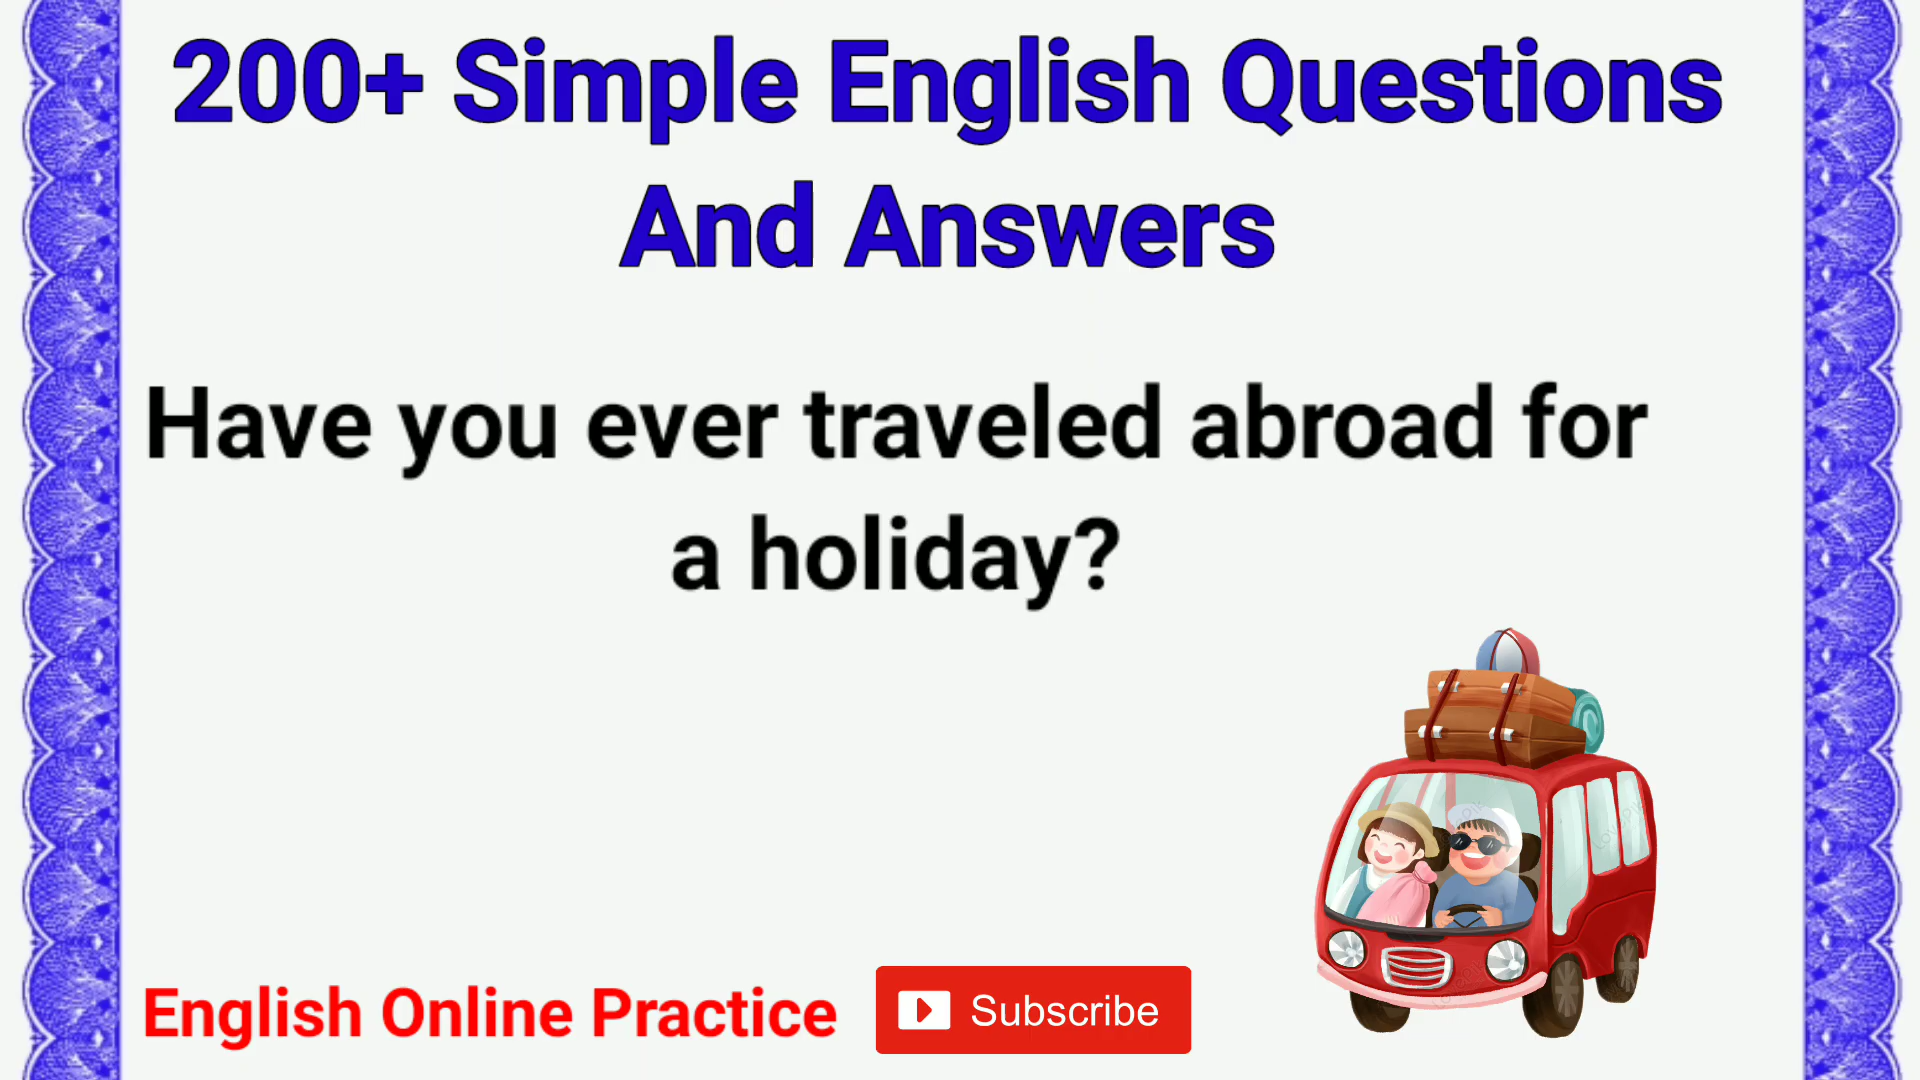 200+ Simple English Questions
And Answers
Have you ever traveled abroad for
a holiday?
English Online Practice
Subscribe